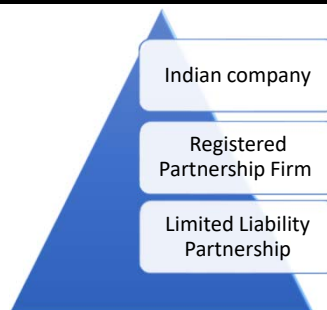 Indian company
Registered
Partnership Firm
Limited Liability
Partnership